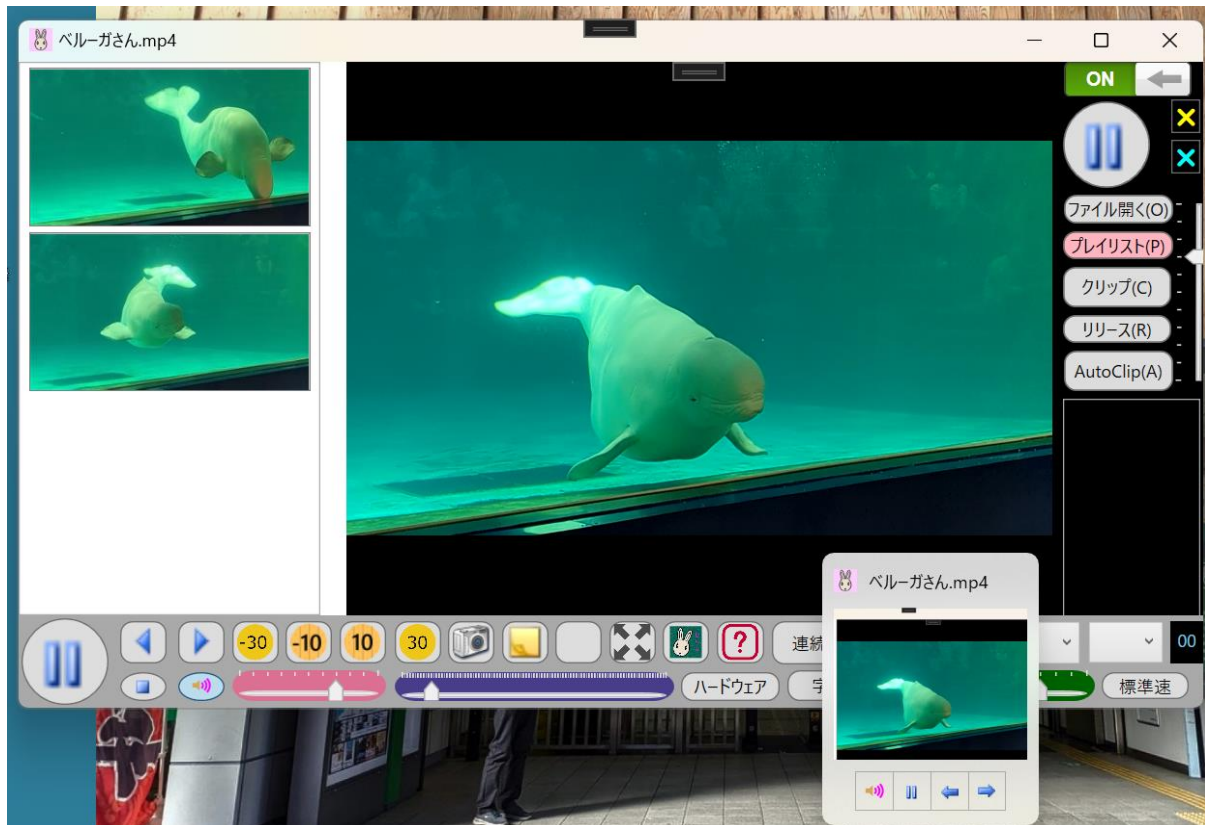 ベルーガさん.mp4
ON
ファイル開く(O)
プレイリスト(P)
クリップ(C)
リリース(R)
AutoClip(A)
ベルーガさん.mp4
-30
-10
10
30
?
連続
00
ハードウェア
標準速